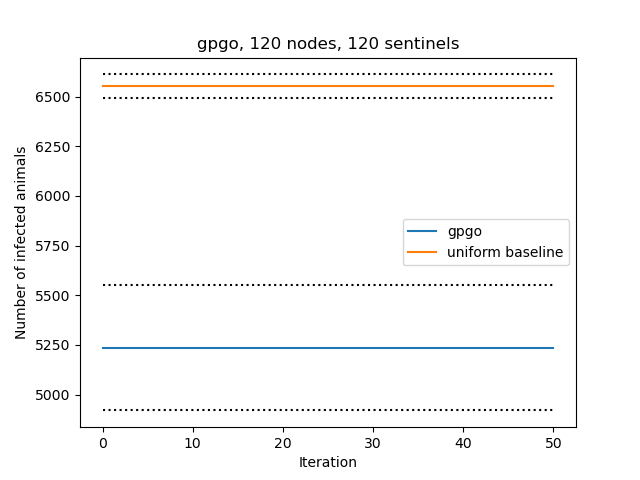 gpgo, 120 nodes, 120 sentinels
Number of infected animals
6500
6250
6000
5750
5500
5250
5000
gpgo
uniform baseline
0 10 20 30 40 50
Iteration